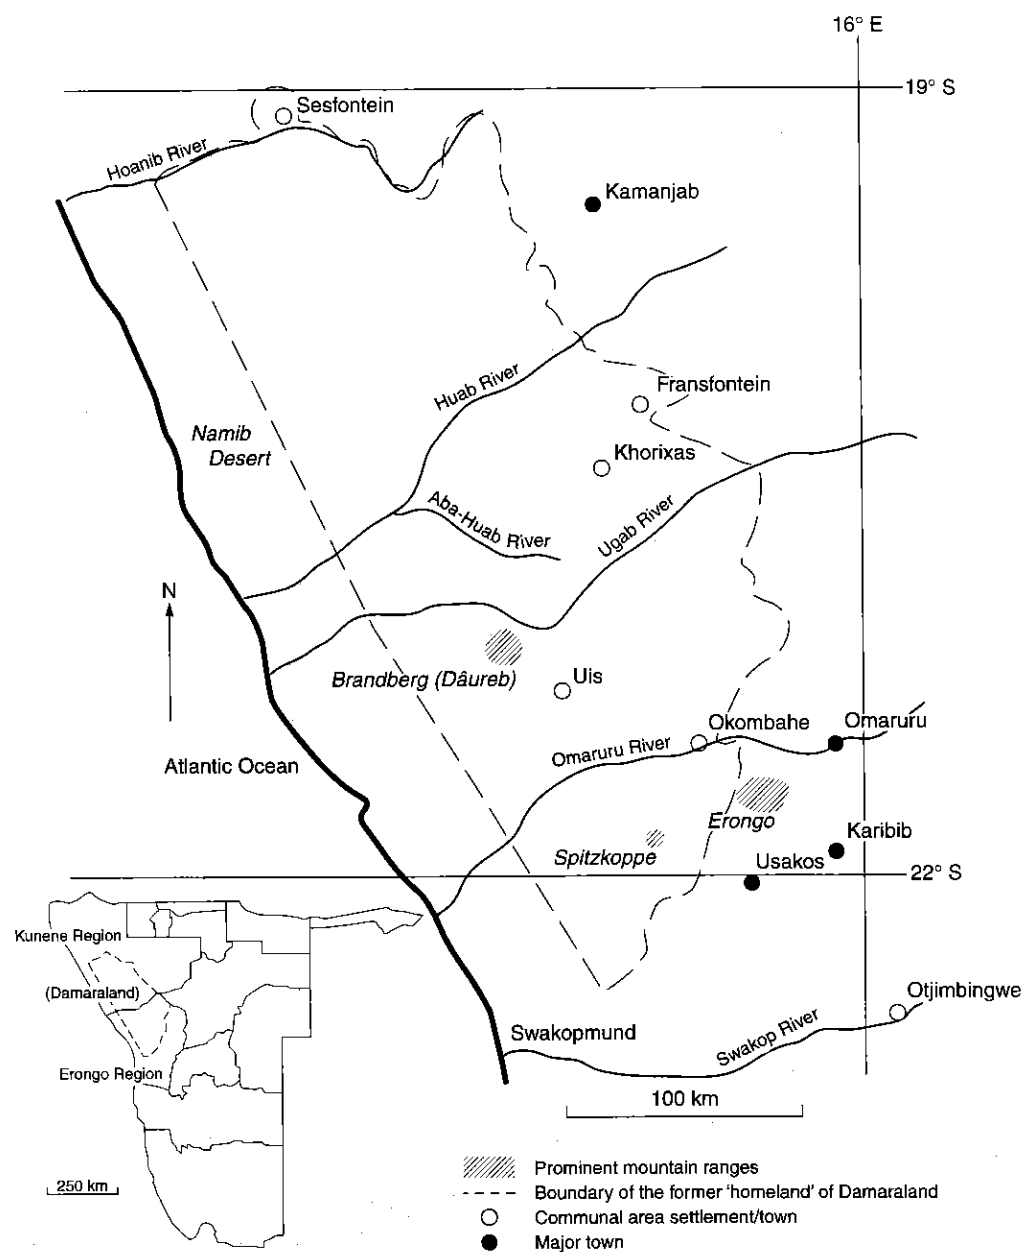 16° E
19° S
Sesfontein
Hoanib River
Kamanjab
Huab River
Fransfontein
Namib
Desert
Khorixas
Aba-Huab River
Ugab River
N
Brandberg (Dâureb)
Uis
Okombahe
Omaruru
Omaruru River
Atlantic Ocean
Erongo
Karibib
Spitzkoppe
Usakos
22° S
Kunene Region
(Damaraland)
Otjimbingwe
Swakopmund
Swakop River
Erongo Region
100 km
250 km
Prominent mountain ranges
Boundary of the former 'homeland' of Damaraland
Communal area settlement/town
Major town